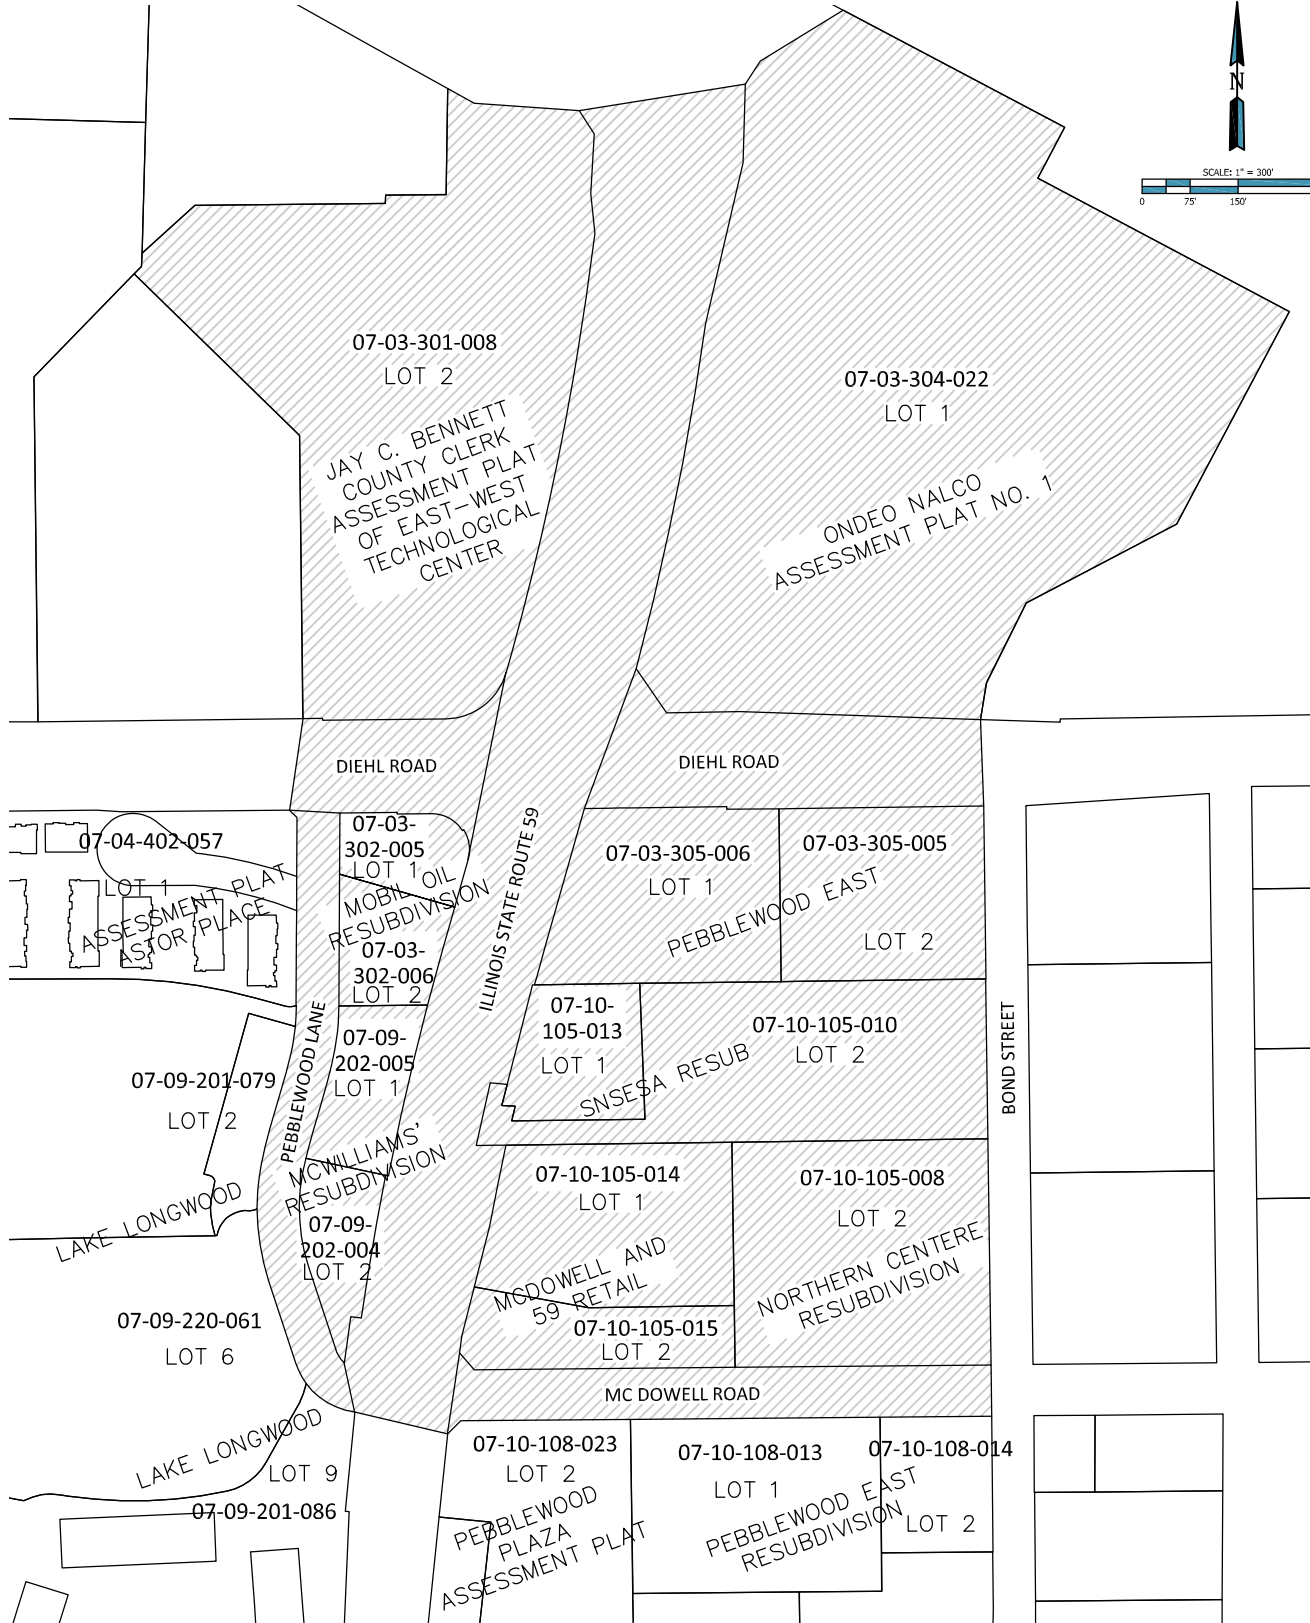 N
SCALE: 1" = 300'
0 75' 150'
07-03-301-008
LOT 2
JAY C. BENNETT
COUNTY CLERK
ASSESSMENT PLAT
OF EAST-WEST
TECHNOLOGICAL
CENTER
07-03-304-022
LOT 1
ONDEO NALCO
ASSESSMENT PLAT NO. 1
DIEHL ROAD
DIEHL ROAD
ILLINOIS STATE ROUTE 59
07-04-402-057
LOT 1
ASSESSMENT PLAT
ASTOR PLACE
07-03-
302-005
LOT 1
MOBIL OIL
RESUBDIVISION
07-03-
302-006
LOT 2
07-03-305-006
LOT 1
07-03-305-005
PEBBLEWOOD EAST
LOT 2
PEBBLEWOOD LANE
BOND STREET
07-09-
202-005
LOT 1
07-10-
105-013
LOT 1
07-10-105-010
LOT 2
SNSESA RESUB
07-09-201-079
LOT 2
MCWILLIAMS'
RESUBDIVISION
LAKE LONGWOOD
07-09-
202-004
LOT 2
07-10-105-014
LOT 1
MCDOWELL AND
59 RETAIL
07-10-105-015
LOT 2
07-10-105-008
LOT 2
NORTHERN CENTERE
RESUBDIVISION
07-09-220-061
LOT 6
MC DOWELL ROAD
LAKE LONGWOOD
LOT 9
07-09-201-086
07-10-108-023
LOT 2
PEBBLEWOOD
PLAZA
ASSESSMENT PLAT
07-10-108-013
LOT 1
PEBBLEWOOD EAST
RESUBDIVISION
07-10-108-014
LOT 2